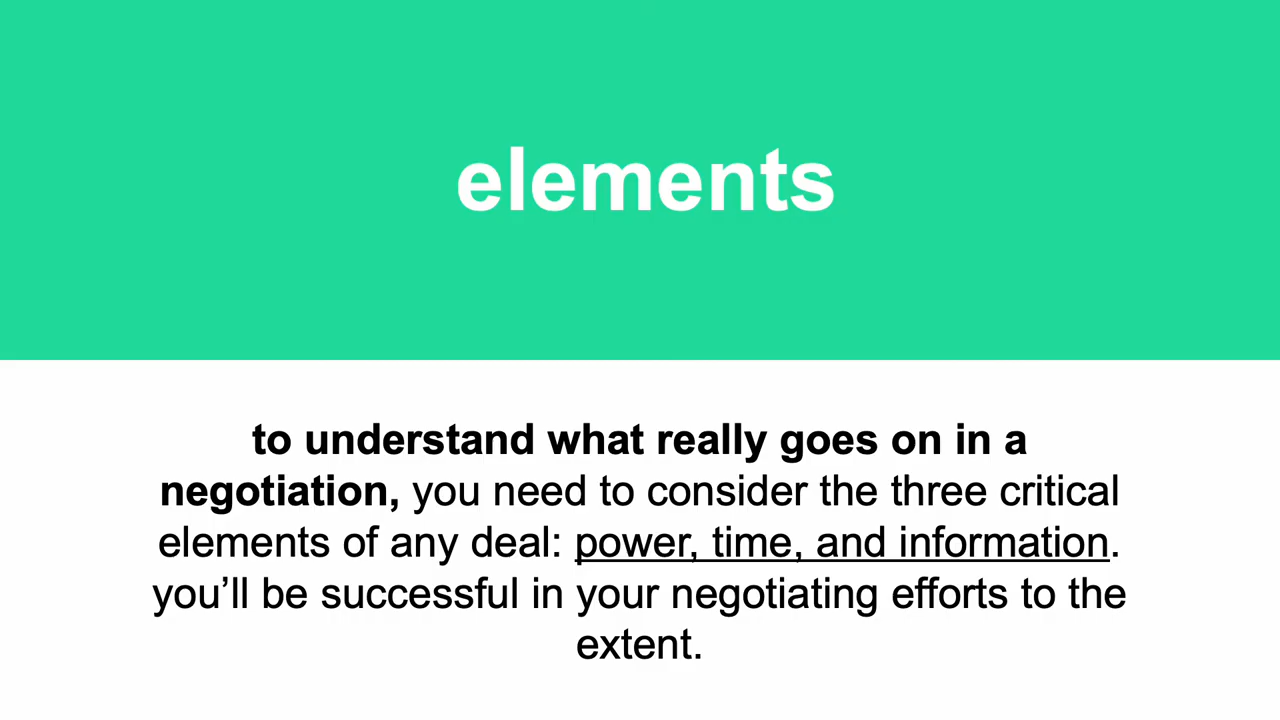 elements
to understand what really goes on in a
negotiation, you need to consider the three critical
elements of any deal: power, time, and information.
you’ll be successful in your negotiating efforts to the
extent.